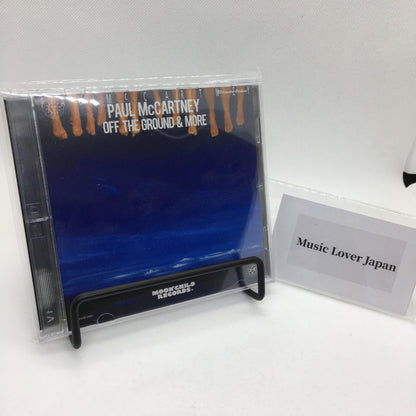 PAUL McCARTNEY
OFF THE GROUND & MORE
MOONCHILD
RECORDS
Music Lover Japan